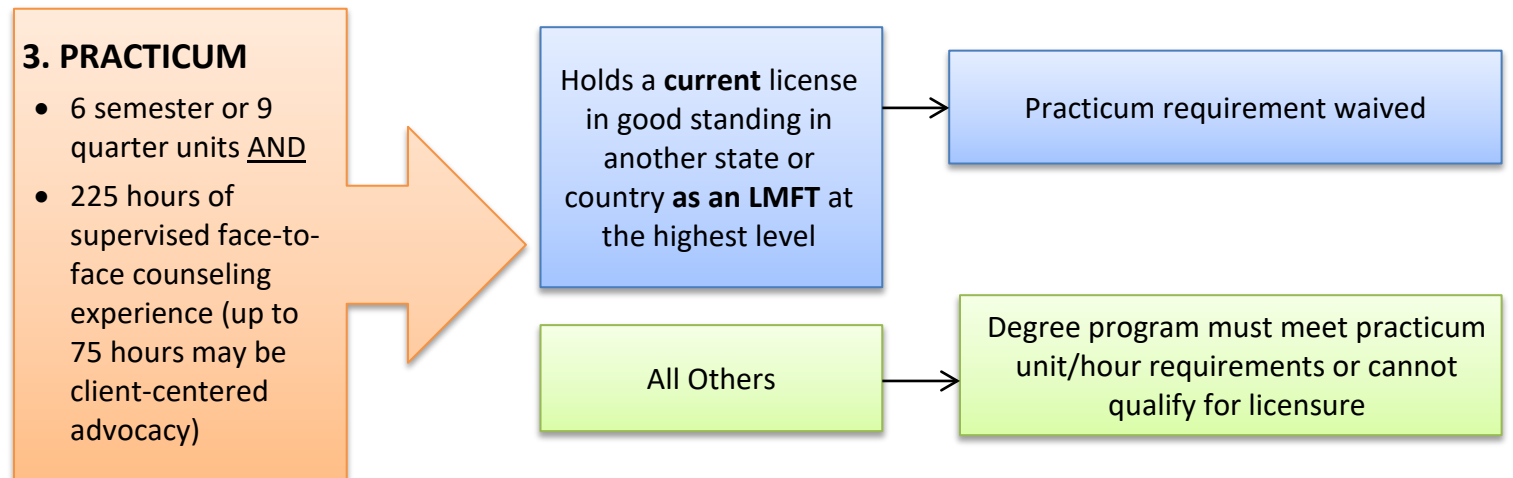 3. PRACTICUM
• 6 semester or 9
quarter units AND
• 225 hours of
supervised face-to-
face counseling
experience (up to
75 hours may be
client-centered
advocacy)
Holds a current license
in good standing in
another state or
country as an LMFT at
the highest level
Practicum requirement waived
All Others
Degree program must meet practicum
unit/hour requirements or cannot
qualify for licensure